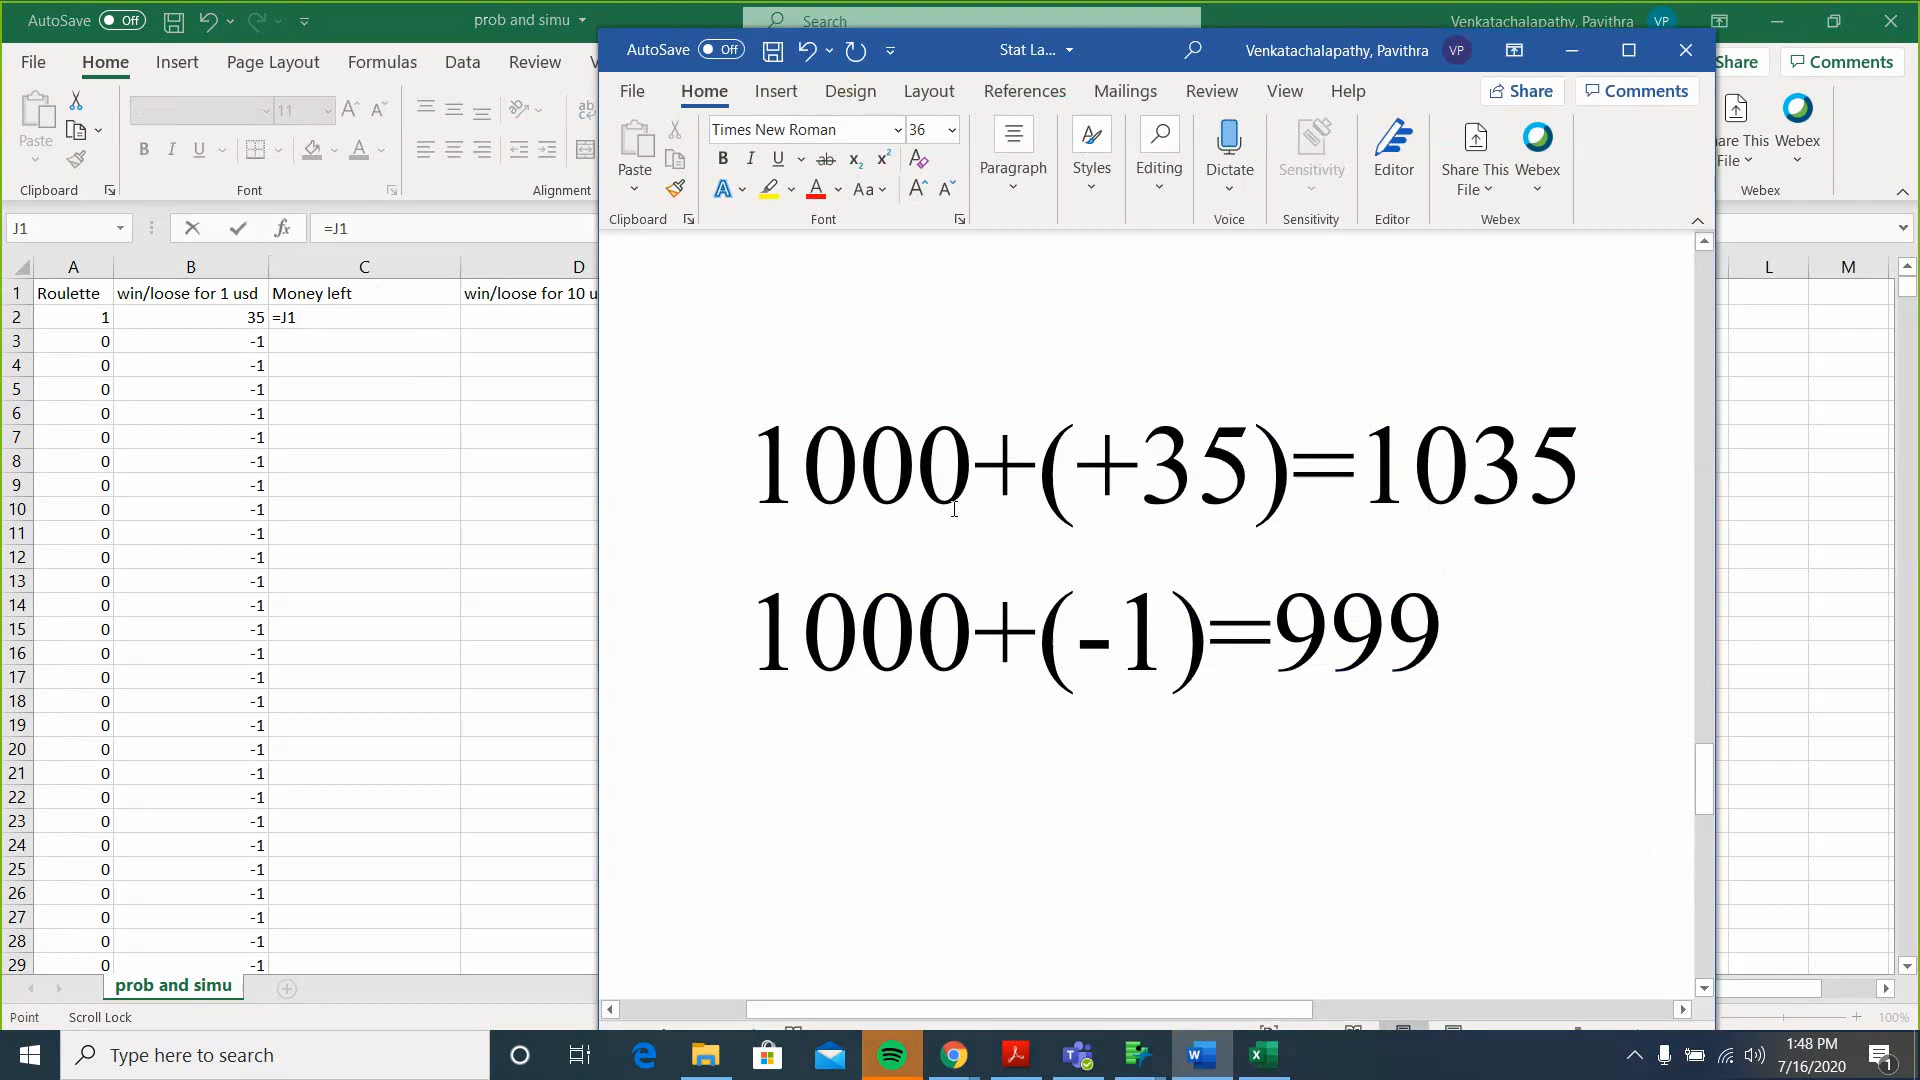 AutoSave Off prob and simu Search Venkatachalapathy, Pavithra VP
File Home Insert Page Layout Formulas Data Review Share Comments
AutoSave Off Stat La... Venkatachalapathy, Pavithra VP
File Home Insert Design Layout References Mailings Review View Help Share Comments
Paste 11
Clipboard Font Alignment
Times New Roman 36
Paste Paragraph Styles Editing Dictate Sensitivity Editor Share This File Webex
Clipboard Font Voice Sensitivity Editor Webex
Webex
File
Webex
J1 =J1
A B C D L M
1 Roulette win/loose for 1 usd Money left win/loose for 10 u
2 1 35 =J1
3 0 -1
4 0 -1
5 0 -1
6 0 -1
7 0 -1
8 0 -1
9 0 -1
10 0 -1
11 0 -1
12 0 -1
13 0 -1
14 0 -1
15 0 -1
16 0 -1
17 0 -1
18 0 -1
19 0 -1
20 0 -1
21 0 -1
22 0 -1
23 0 -1
24 0 -1
25 0 -1
26 0 -1
27 0 -1
28 0 -1
29 0 -1
1000+(+35)=1035
1000+(-1)=999
prob and simu
Point Scroll Lock 100%
Type here to search
1:48 PM
7/16/2020
1